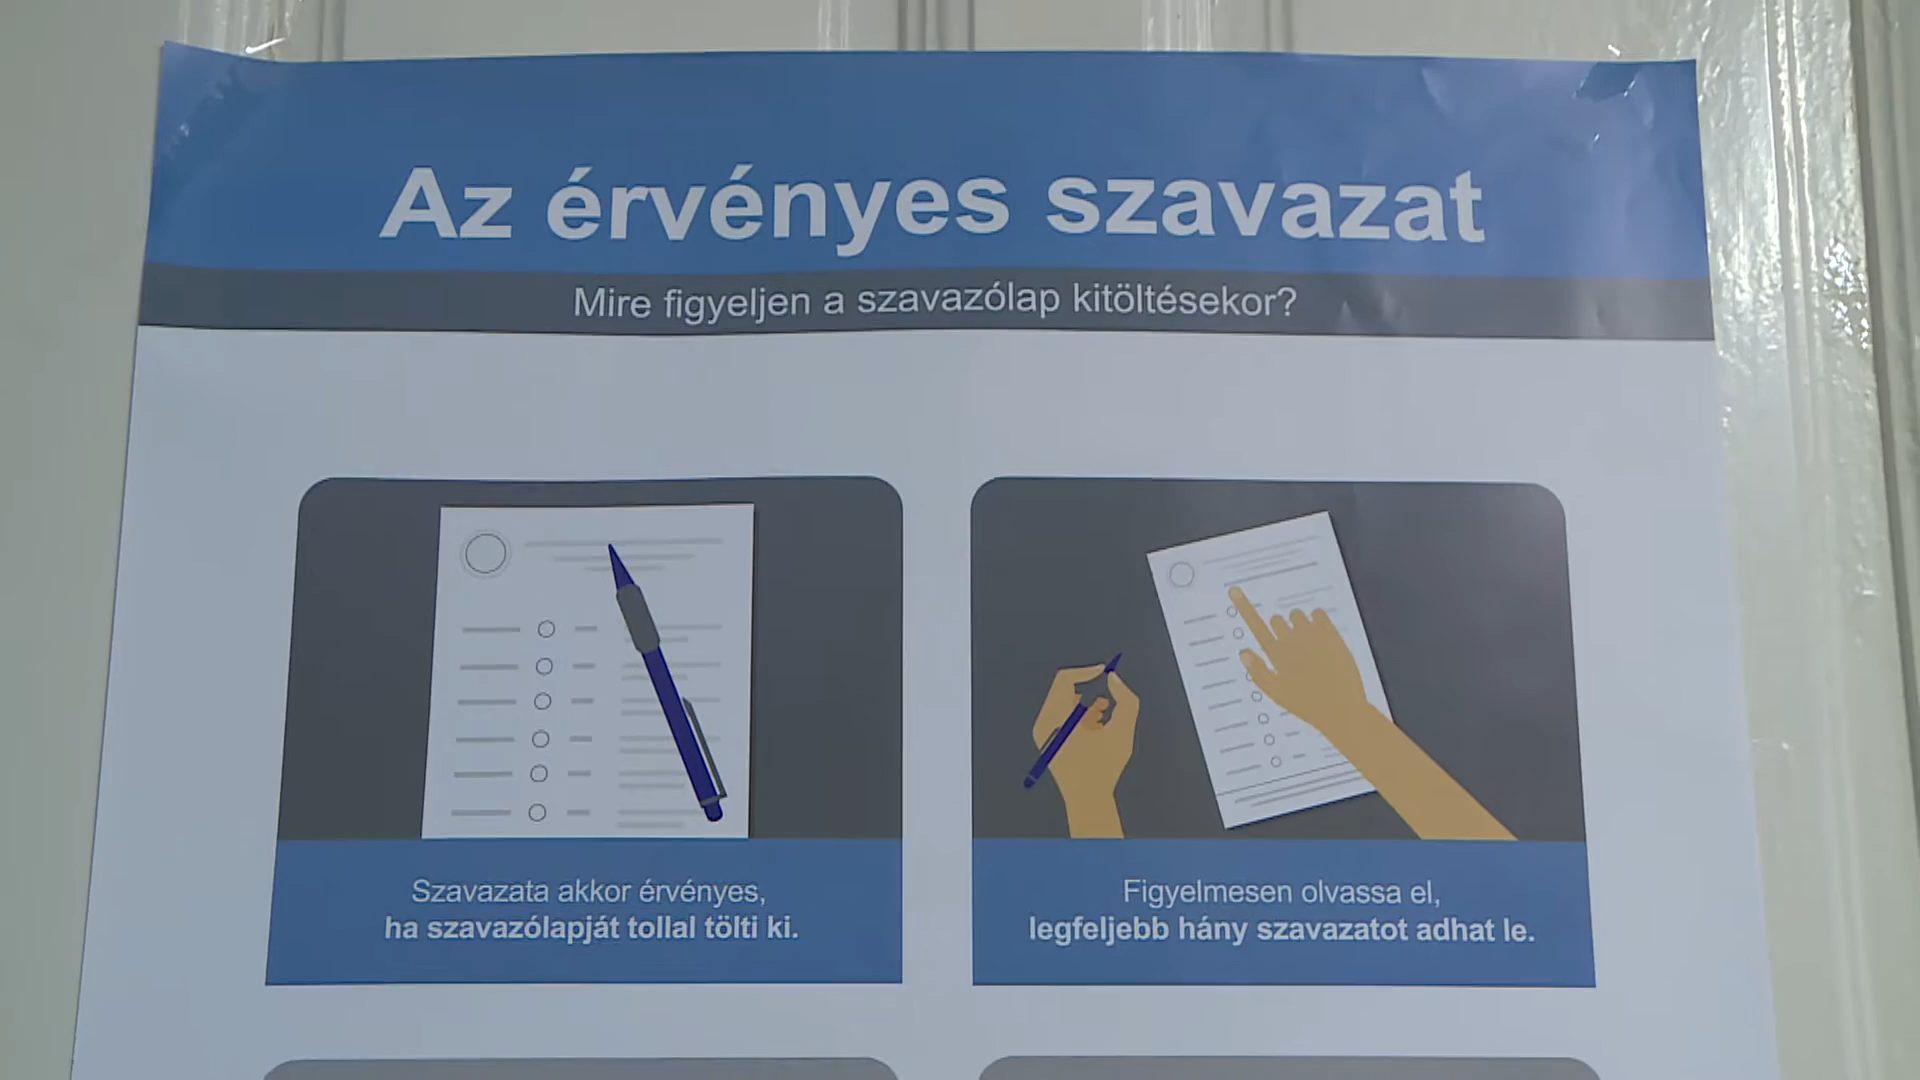 Az érvényes szavazat
Mire figyeljen a szavazólap kitöltésekor?
Szavazata akkor érvényes,
ha szavazólapját tollal tölti ki.
Figyelmesen olvassa el,
legfeljebb hány szavazatot adhat le.